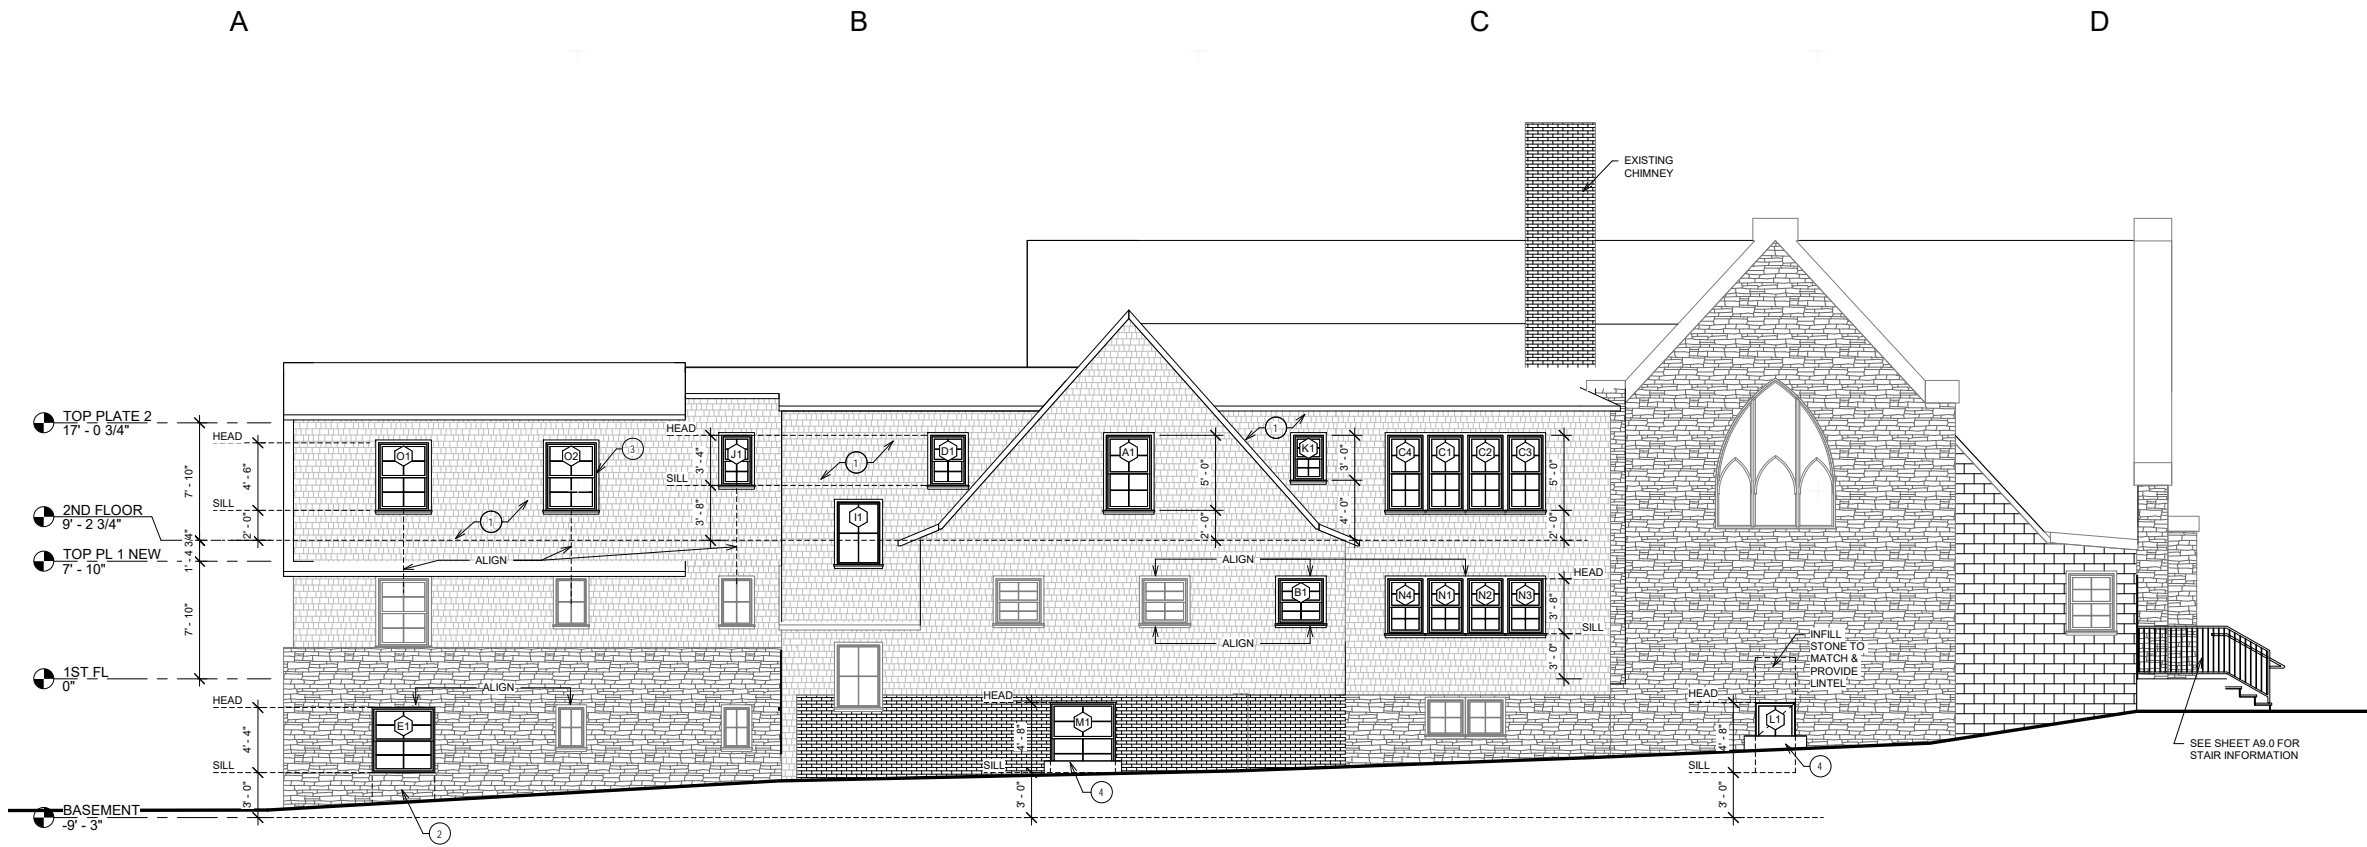 A B C D
EXISTING
CHIMNEY
TOP PLATE 2
17' - 0 3/4"
2ND FLOOR
9' - 2 3/4"
TOP PL 1 NEW
7' - 10"
1ST FL
0"
BASEMENT
-9' - 3"
7' - 10"
1' - 4 3/4"
7' - 10"
HEAD
4' - 6"
SILL
2' - 0"
O1
O2
3
1
ALIGN
HEAD
3' - 4"
SILL
3' - 8"
J1
1
D1
I1
A1
5' - 0"
2' - 0"
1
K1
3' - 0"
4' - 0"
C4 C1 C2 C3
5' - 0"
2' - 0"
ALIGN
B1
ALIGN
N4 N1 N2 N3
HEAD
3' - 8"
SILL
3' - 0"
INFILL
STONE TO
MATCH &
PROVIDE
LINTEL
HEAD
4' - 4"
SILL
3' - 0"
ALIGN
E1
2
HEAD
4' - 8"
SILL
3' - 0"
M1
4
HEAD
4' - 8"
SILL
3' - 0"
L1
4
SEE SHEET A9.0 FOR
STAIR INFORMATION